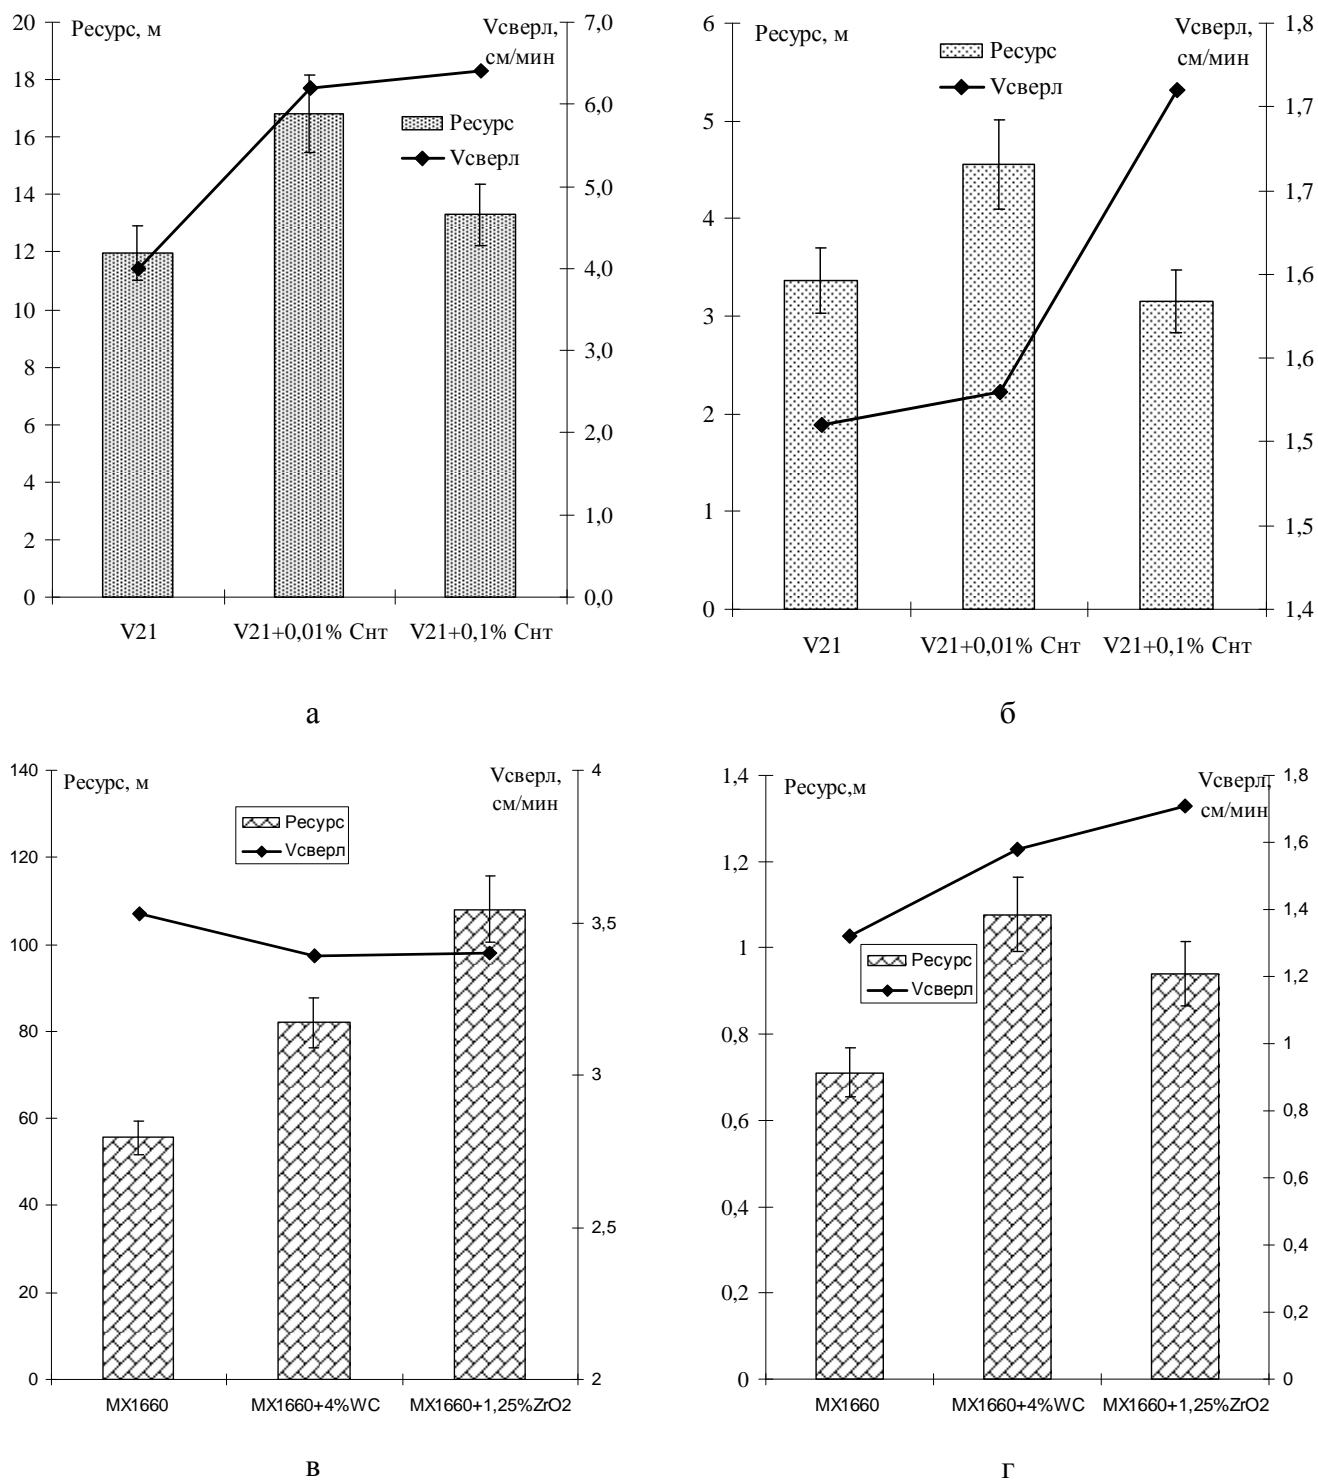 Ресурс, м
Vсверл,
см/мин
20
18
16
14
12
10
8
6
4
2
0
7,0
6,0
5,0
4,0
3,0
2,0
1,0
0,0
Ресурс
Vсверл
V21
V21+0,01% Снт
V21+0,1% Снт
а
Ресурс, м
Vсверл,
см/мин
6
5
4
3
2
1
0
1,8
1,7
1,7
1,6
1,6
1,5
1,5
1,4
Ресурс
Vсверл
V21
V21+0,01% Снт
V21+0,1% Снт
б
Ресурс, м
Vсверл,
см/мин
140
120
100
80
60
40
20
0
4
3,5
3
2,5
2
Ресурс
Vсверл
MX1660
MX1660+4%WC
MX1660+1,25%ZrO2
в
Ресурс,м
Vсверл,
см/мин
1,4
1,2
1
0,8
0,6
0,4
0,2
0
1,8
1,6
1,4
1,2
1
0,8
0,6
0,4
0,2
0
Ресурс
Vсверл
MX1660
MX1660+4%WC
MX1660+1,25%ZrO2
г